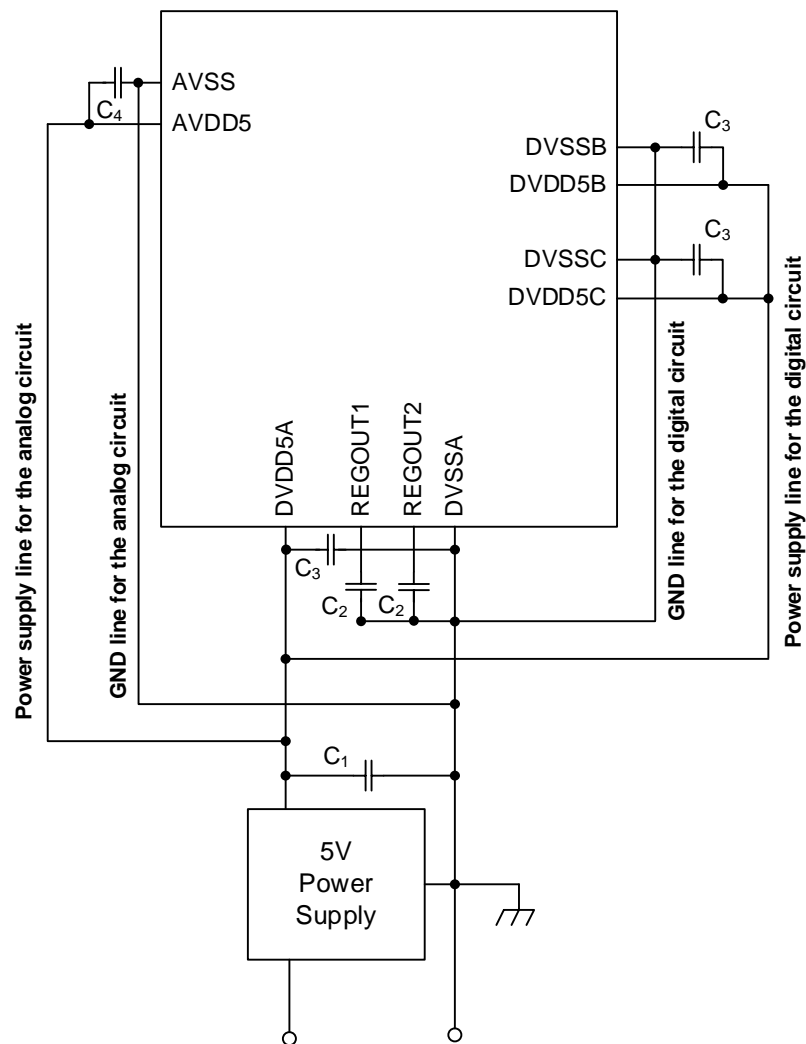 AVSS
C4
AVDD5
C3
DVSSB
DVDD5B
C3
DVSSC
DVDD5C
Power supply line for the analog circuit
GND line for the analog circuit
GND line for the digital circuit
Power supply line for the digital circuit
DVDD5A
REGOUT1
REGOUT2
DVSSA
C3
C2
C2
C1
5V
Power
Supply